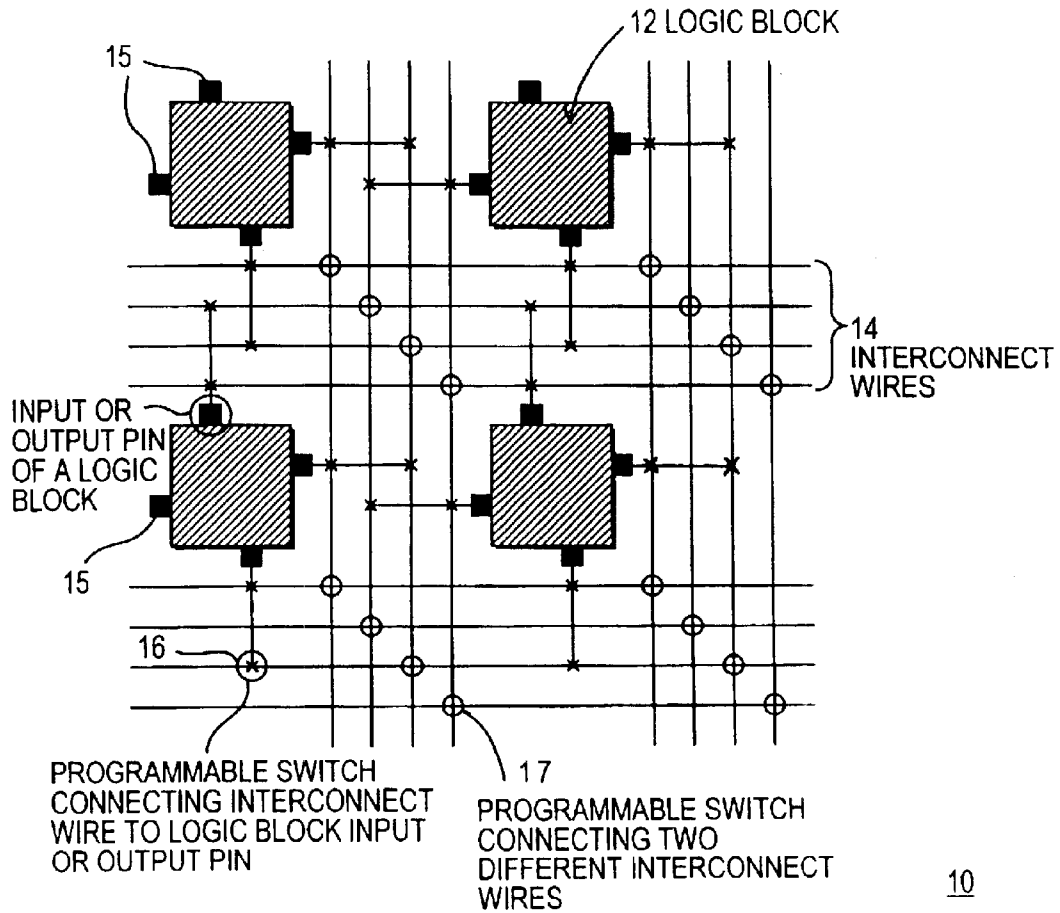 12 LOGIC BLOCK
15
14
INTERCONNECT
WIRES
INPUT OR
OUTPUT PIN
OF A LOGIC
BLOCK
15
16
PROGRAMMABLE SWITCH
CONNECTING INTERCONNECT
WIRE TO LOGIC BLOCK INPUT
OR OUTPUT PIN
17
PROGRAMMABLE SWITCH
CONNECTING TWO
DIFFERENT INTERCONNECT
WIRES
10